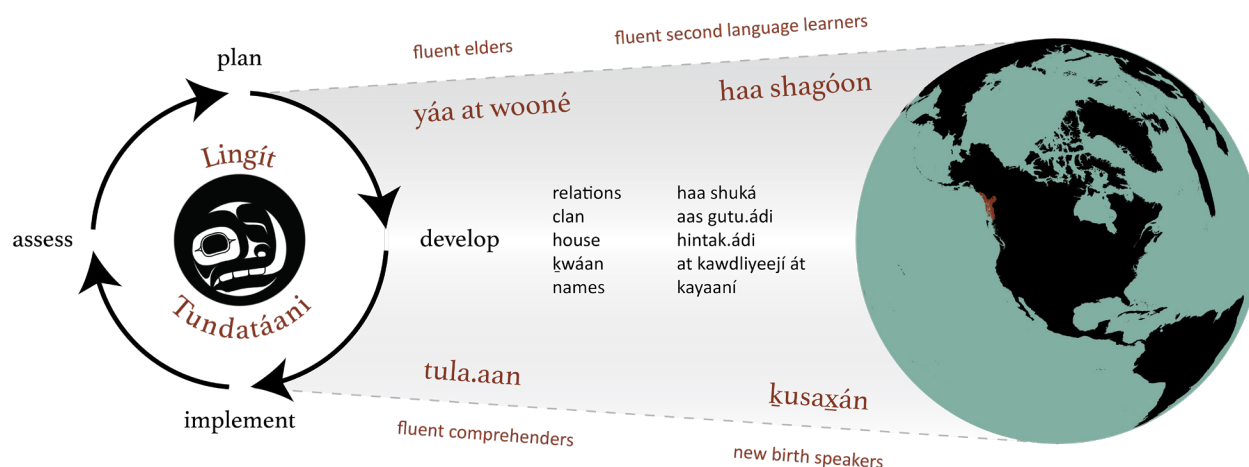 plan
assess
develop
implement
Lingít
Tundatáani
fluent elders
fluent second language learners
yáa at wooné
haa shagóon
relations
clan
house
ḵwáan
names
haa shuká
aas gutu.ádi
hintak.ádi
at kawdliyeejí át
kayaaní
tula.aan
ḵusax̱án
fluent comprehenders
new birth speakers